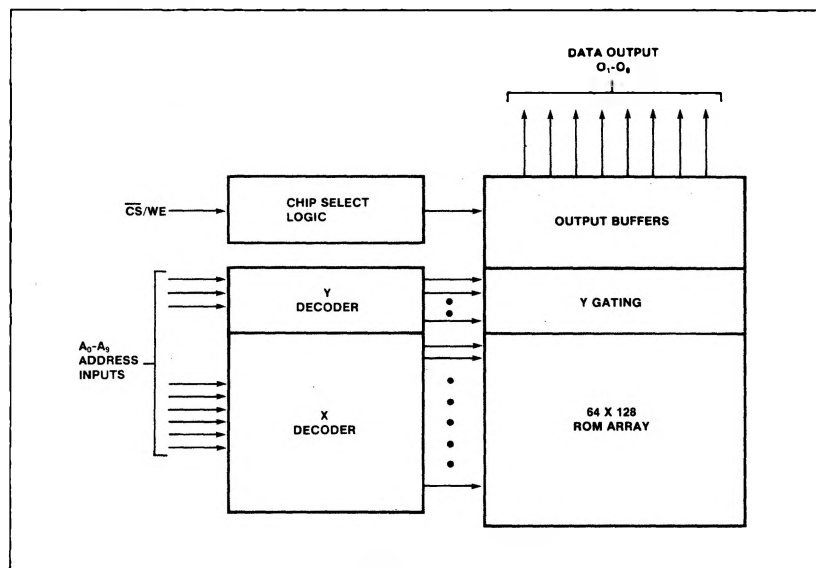 DATA OUTPUT
O₁-O₈
C̅S̅/WE
CHIP SELECT
LOGIC
OUTPUT BUFFERS
Y
DECODER
Y GATING
A₀-A₉
ADDRESS
INPUTS
X
DECODER
64 X 128
ROM ARRAY